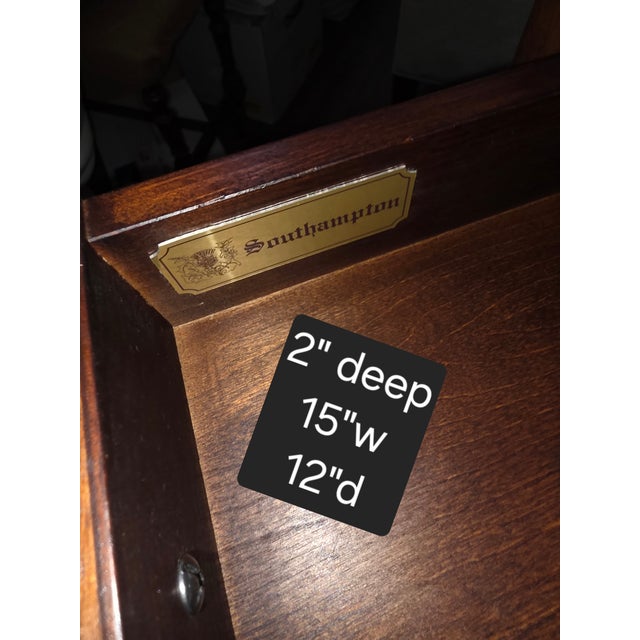 Southampton
2" deep
15"w
12"d